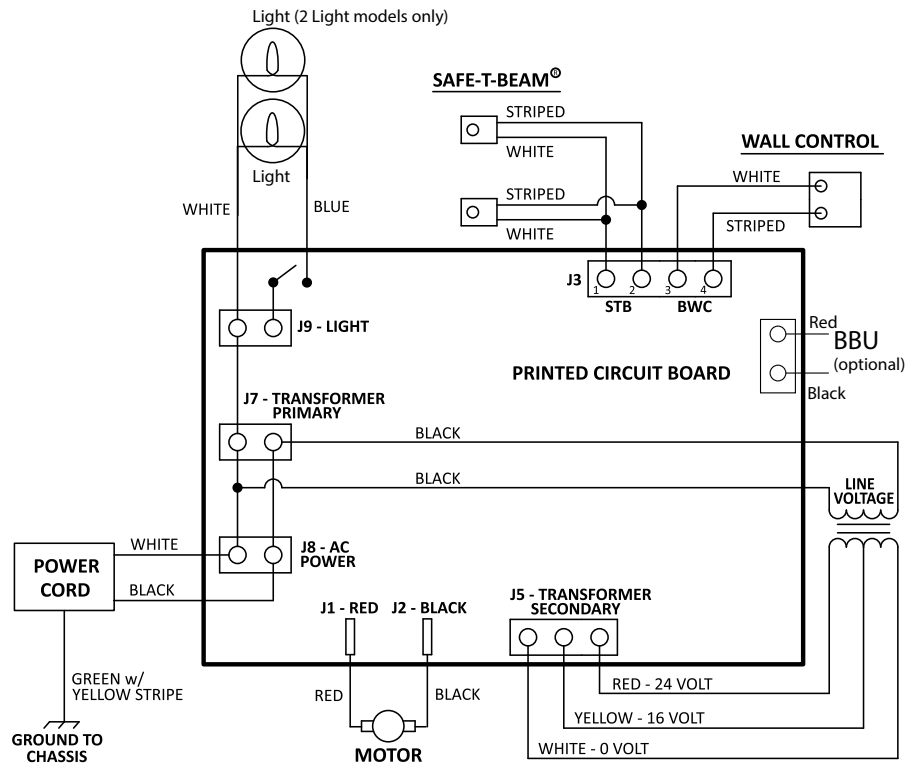 Light (2 Light models only)
Light
WHITE
BLUE
SAFE-T-BEAM®
STRIPED
WHITE
STRIPED
WHITE
WALL CONTROL
WHITE
STRIPED
J3
1 2 3 4
STB BWC
J9 - LIGHT
Red
BBU
(optional)
Black
PRINTED CIRCUIT BOARD
J7 - TRANSFORMER
PRIMARY
BLACK
BLACK
LINE
VOLTAGE
J8 - AC
POWER
WHITE
POWER
CORD
BLACK
J1 - RED J2 - BLACK
J5 - TRANSFORMER
SECONDARY
GREEN w/
YELLOW STRIPE
GROUND TO
CHASSIS
RED
BLACK
MOTOR
RED - 24 VOLT
YELLOW - 16 VOLT
WHITE - 0 VOLT